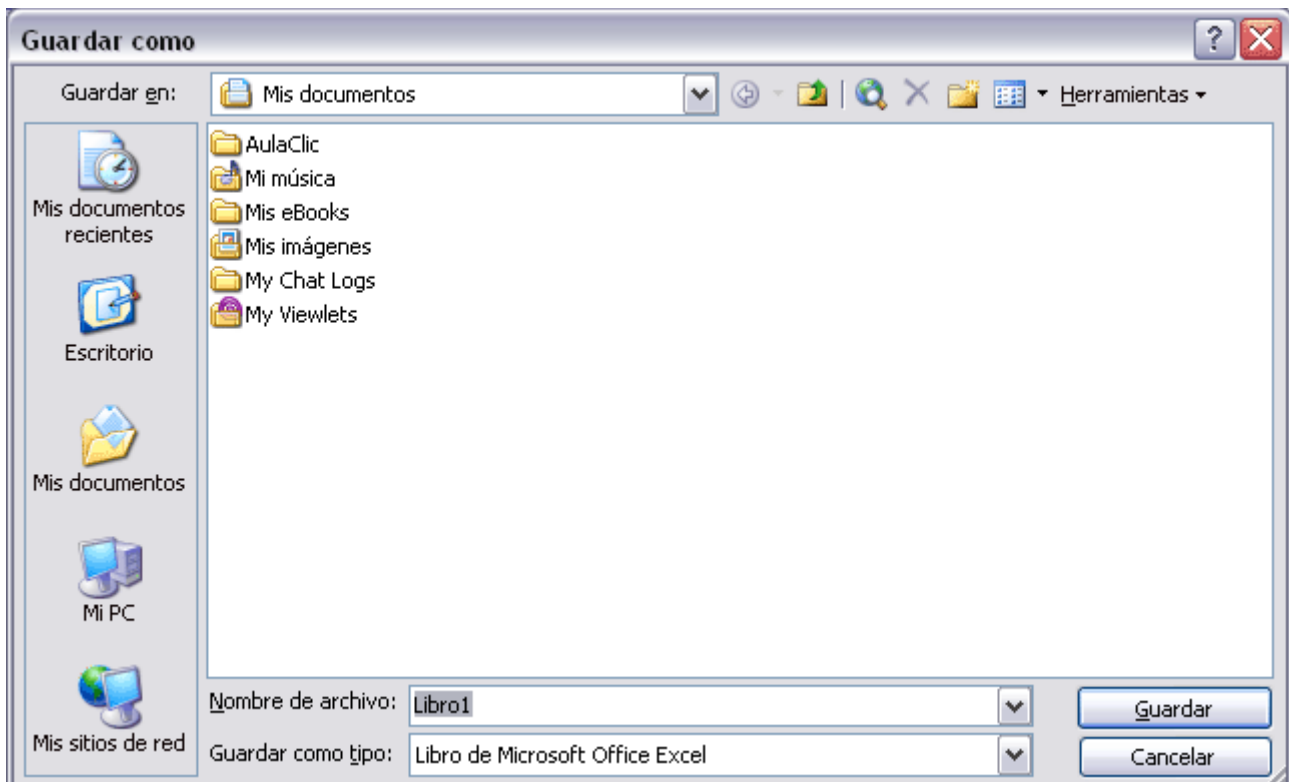 Guardar como
Guardar en:
Mis documentos
Herramientas
Mis documentos
recientes
Escritorio
Mis documentos
Mi PC
Mis sitios de red
AulaClic
Mi música
Mis eBooks
Mis imágenes
My Chat Logs
My Viewlets
Nombre de archivo:
Libro1
Guardar
Guardar como tipo:
Libro de Microsoft Office Excel
Cancelar